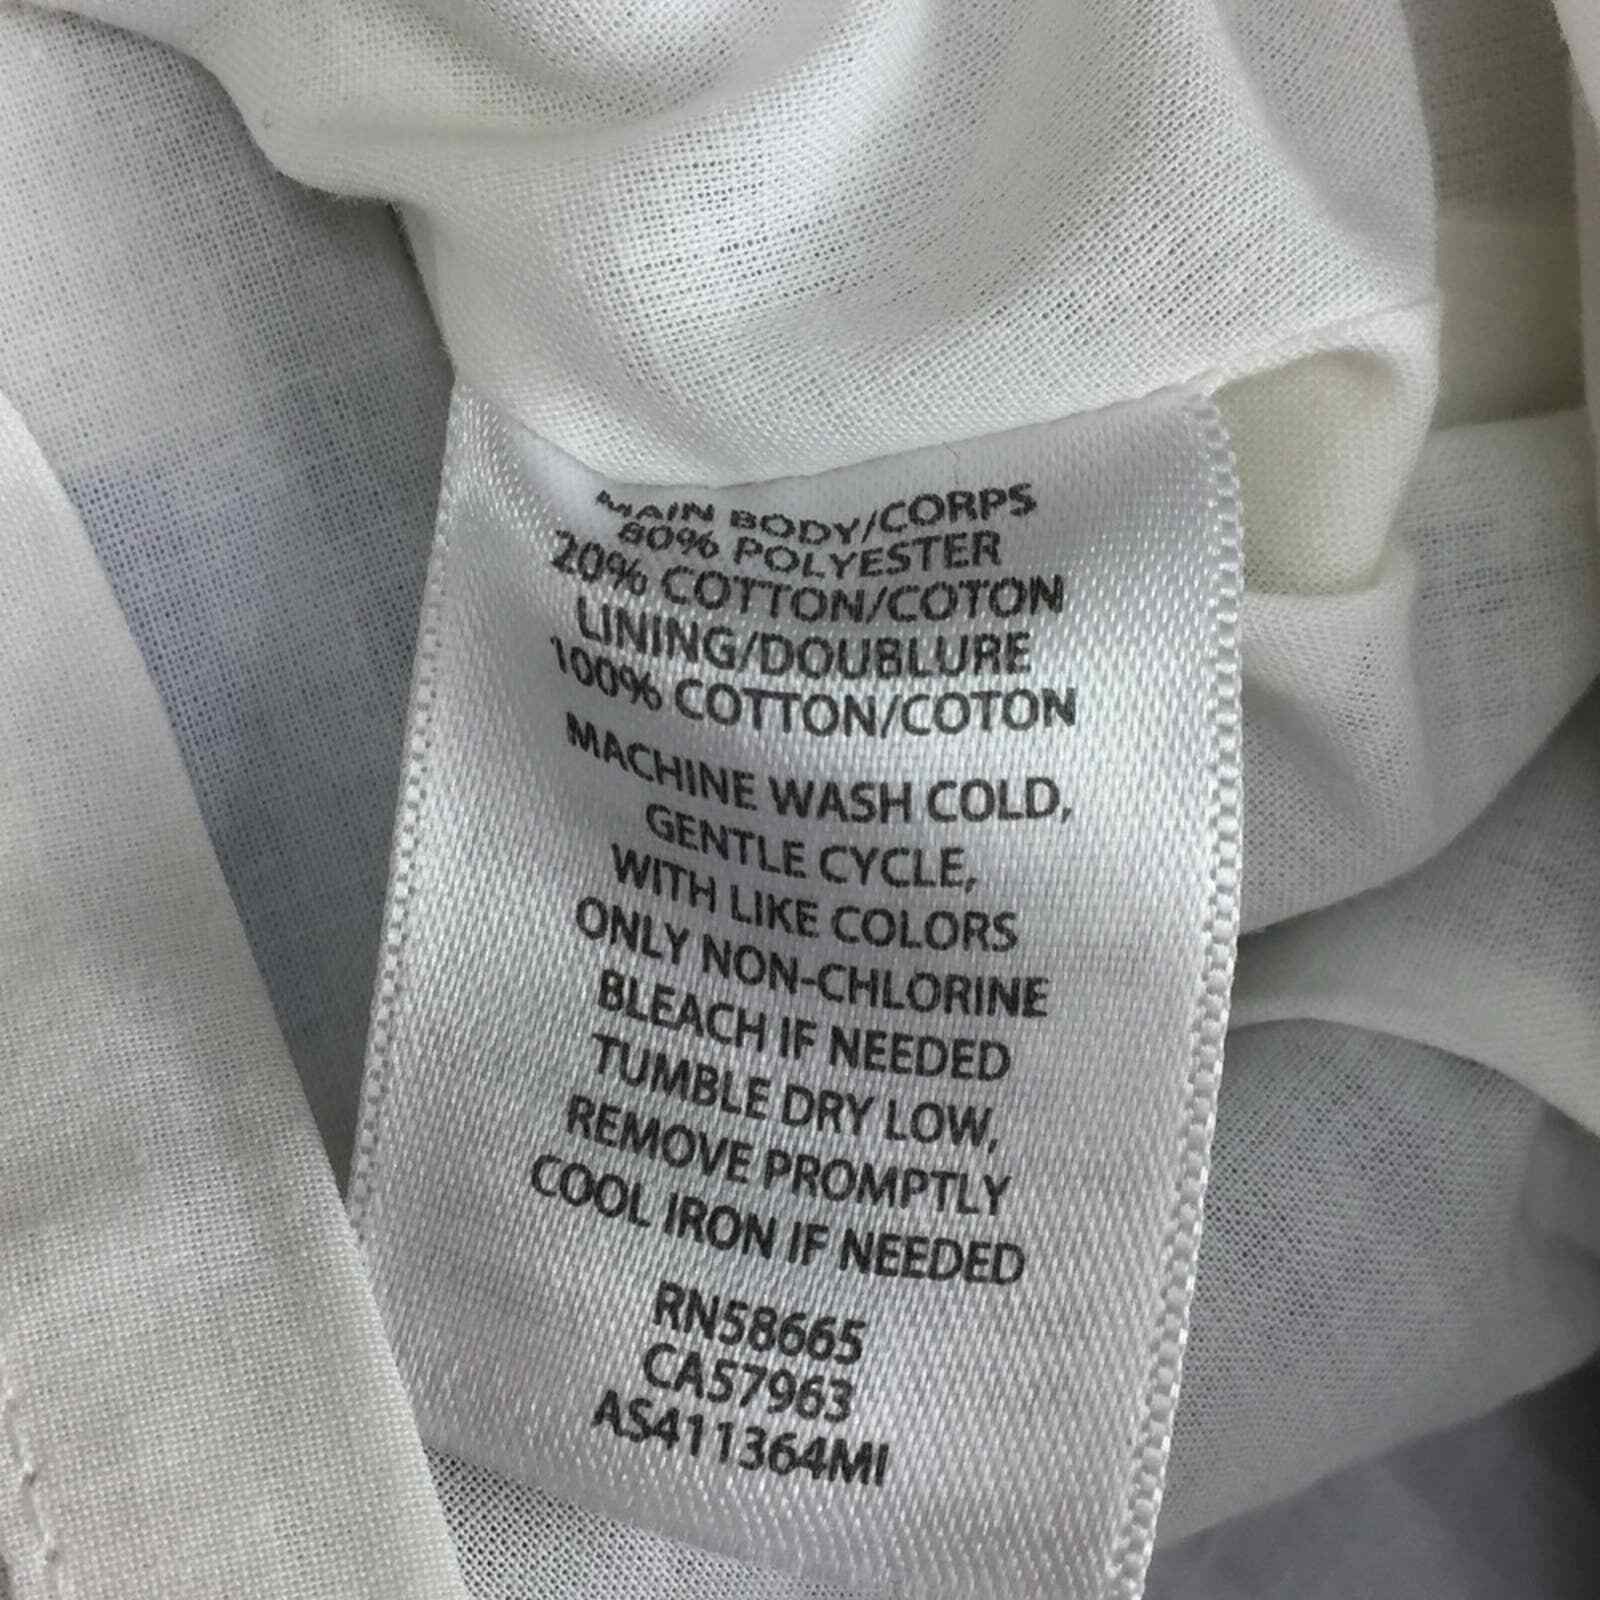 MAIN BODY/CORPS
80% POLYESTER
20% COTTON/COTON
LINING/DOUBLURE
100% COTTON/COTON
MACHINE WASH COLD,
GENTLE CYCLE,
WITH LIKE COLORS
ONLY NON-CHLORINE
BLEACH IF NEEDED
TUMBLE DRY LOW,
REMOVE PROMPTLY
COOL IRON IF NEEDED
RN58665
CA57963
AS411364MI